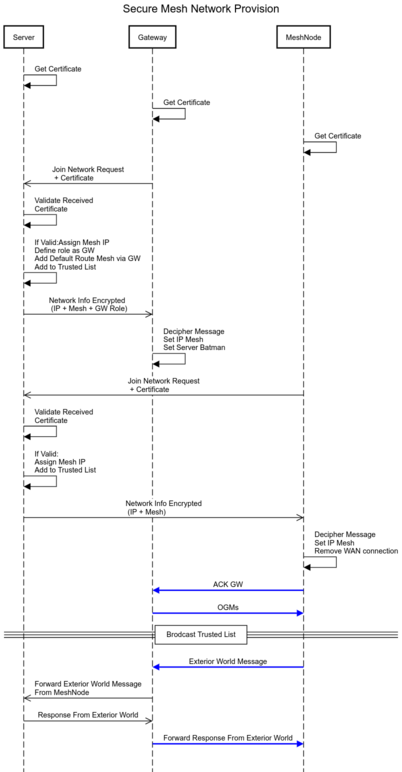 Secure Mesh Network Provision
Server
Gateway
MeshNode
Get Certificate
Get Certificate
Get Certificate
Join Network Request
+ Certificate
Validate Received
Certificate
If Valid:Assign Mesh IP
Define role as GW
Add Default Route Mesh via GW
Add to Trusted List
Network Info Encrypted
(IP + Mesh + GW Role)
Decipher Message
Set IP Mesh
Set Server Batman
Join Network Request
+ Certificate
Validate Received
Certificate
If Valid:
Assign Mesh IP
Add to Trusted List
Network Info Encrypted
(IP + Mesh)
Decipher Message
Set IP Mesh
Remove WAN connection
ACK GW
OGMs
Brodcast Trusted List
Exterior World Message
Forward Exterior World Message
From MeshNode
Response From Exterior World
Forward Response From Exterior World